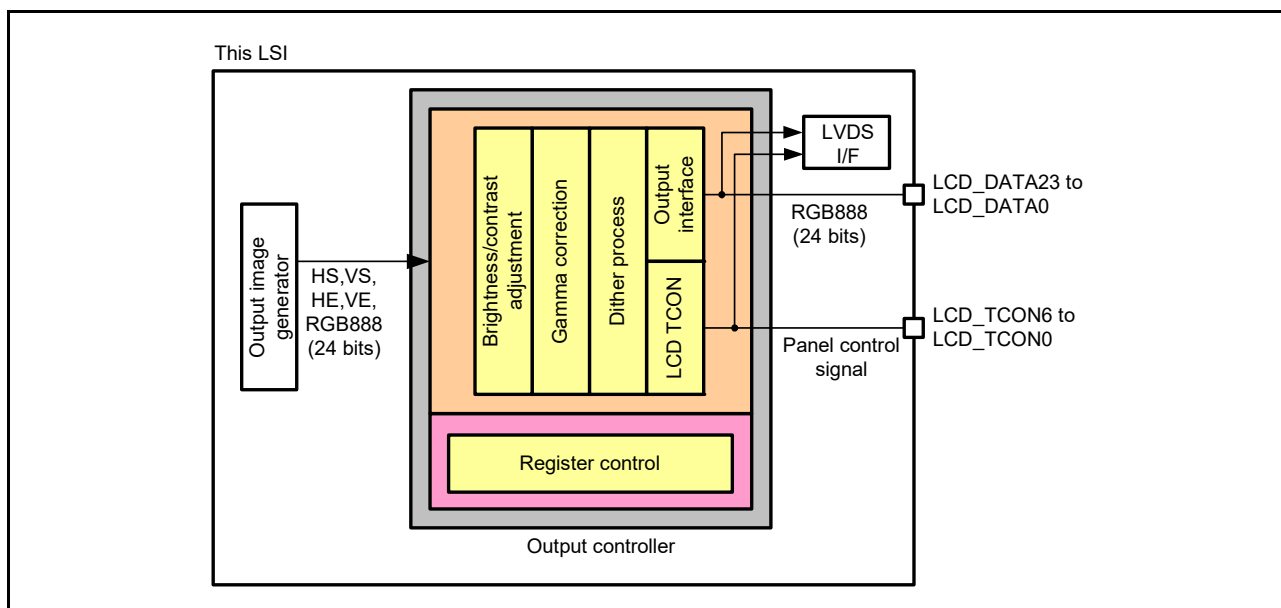 This LSI
LVDS
I/F
LCD_DATA23 to
LCD_DATA0
Output image
generator
HS,VS,
HE,VE,
RGB888
(24 bits)
Brightness/contrast
adjustment
Gamma correction
Dither process
Output
interface
LCD TCON
RGB888
(24 bits)
LCD_TCON6 to
LCD_TCON0
Panel control
signal
Register control
Output controller